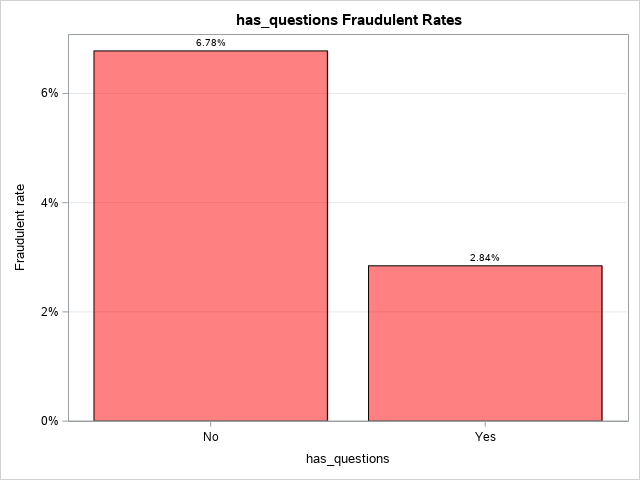 has_questions Fraudulent Rates
6.78%
6%
4%
2.84%
2%
0%
Fraudulent rate
No
Yes
has_questions